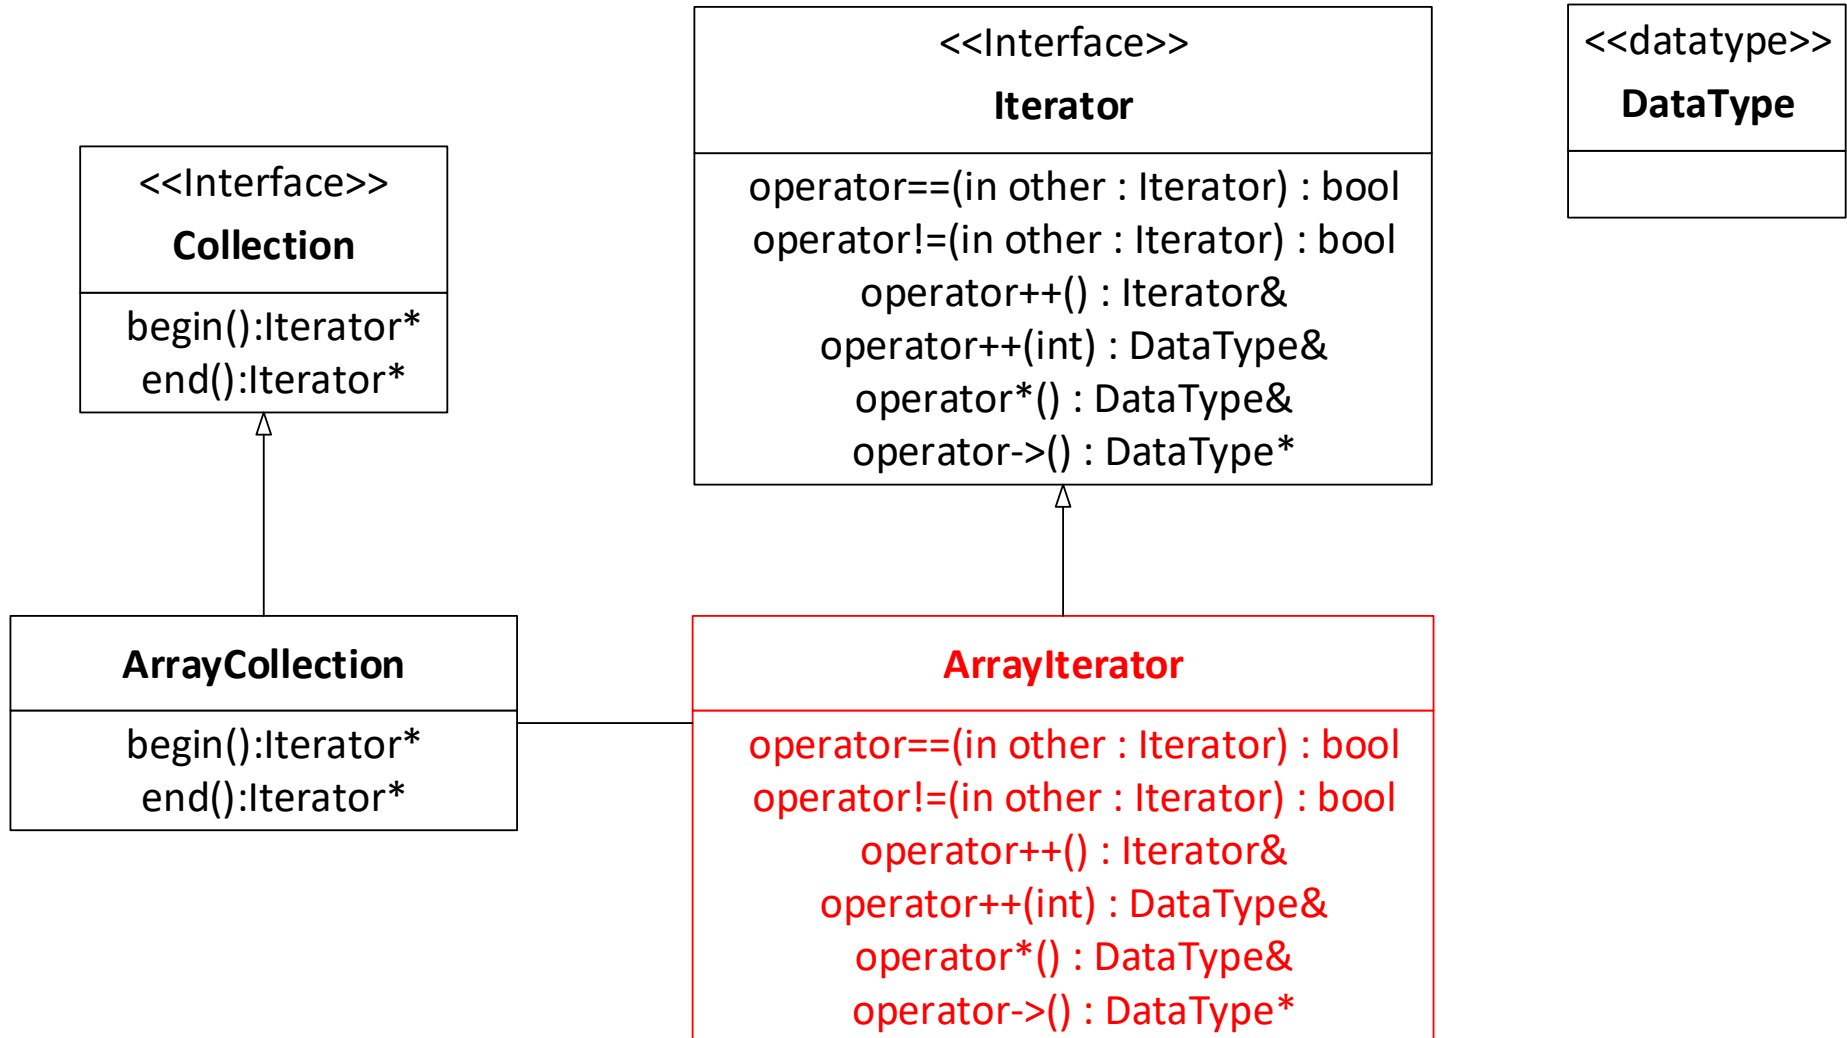 <<Interface>>
Iterator
operator==(in other : Iterator) : bool
operator!=(in other : Iterator) : bool
operator++() : Iterator&
operator++(int) : DataType&
operator*() : DataType&
operator->() : DataType*
<<datatype>>
DataType
<<Interface>>
Collection
begin():Iterator*
end():Iterator*
ArrayCollection
begin():Iterator*
end():Iterator*
ArrayIterator
operator==(in other : Iterator) : bool
operator!=(in other : Iterator) : bool
operator++() : Iterator&
operator++(int) : DataType&
operator*() : DataType&
operator->() : DataType*